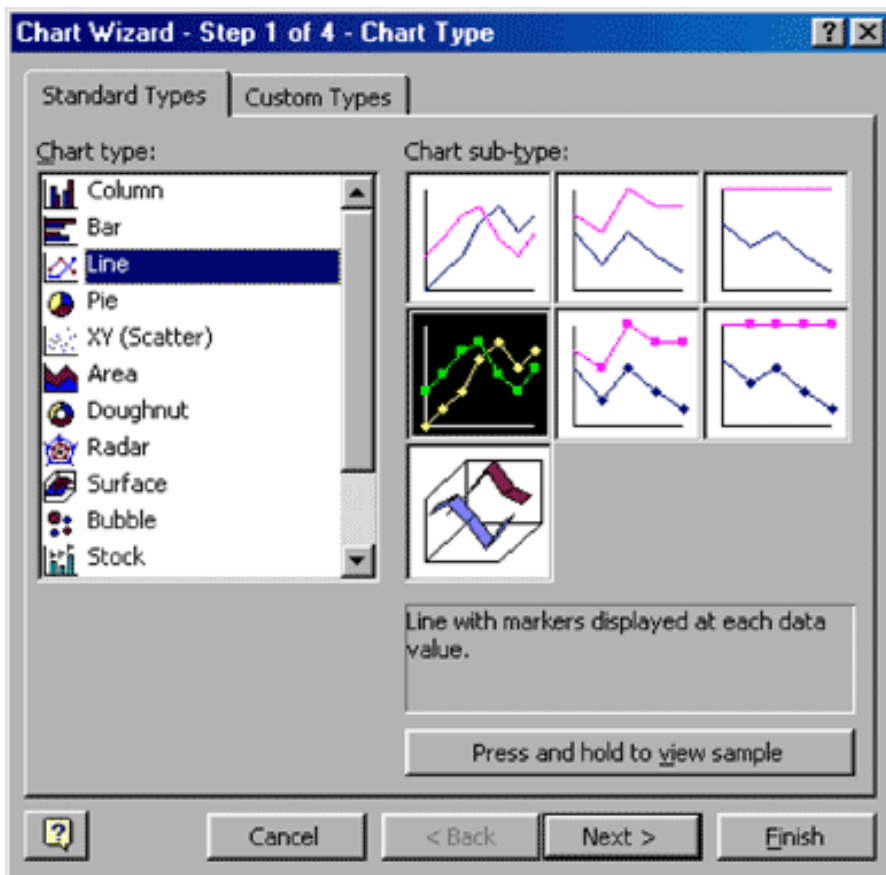 Chart Wizard - Step 1 of 4 - Chart Type
Standard Types
Custom Types
Chart type:
Column
Bar
Line
Pie
XY (Scatter)
Area
Doughnut
Radar
Surface
Bubble
Stock
Chart sub-type:
Line with markers displayed at each data
value.
Press and hold to view sample
Cancel
< Back
Next >
Finish